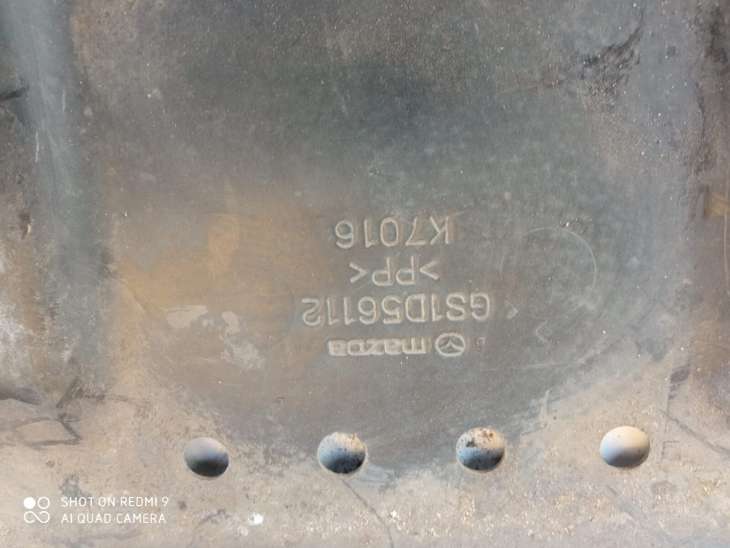 mazda
GS1D56112
>PP<
K7016
SHOT ON REDMI 9
AI QUAD CAMERA